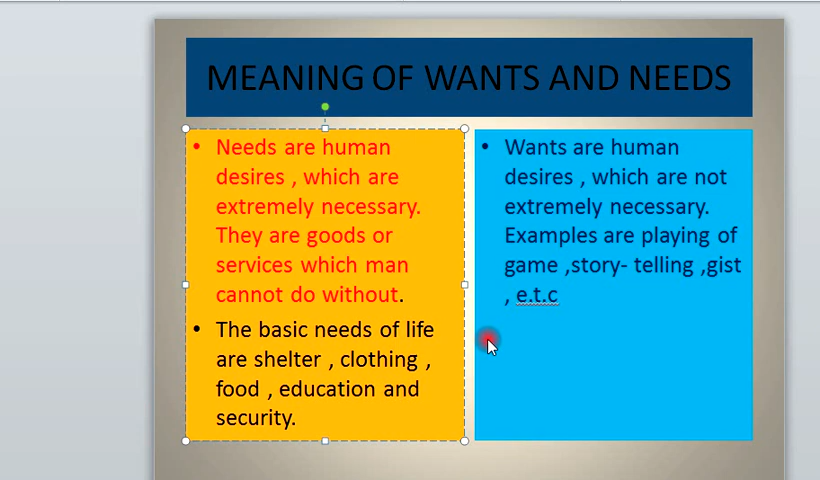 MEANING OF WANTS AND NEEDS
• Needs are human
desires , which are
extremely necessary.
They are goods or
services which man
cannot do without.
• The basic needs of life
are shelter , clothing ,
food , education and
security.
• Wants are human
desires , which are not
extremely necessary.
Examples are playing of
game ,story- telling ,gist
, e.t.c